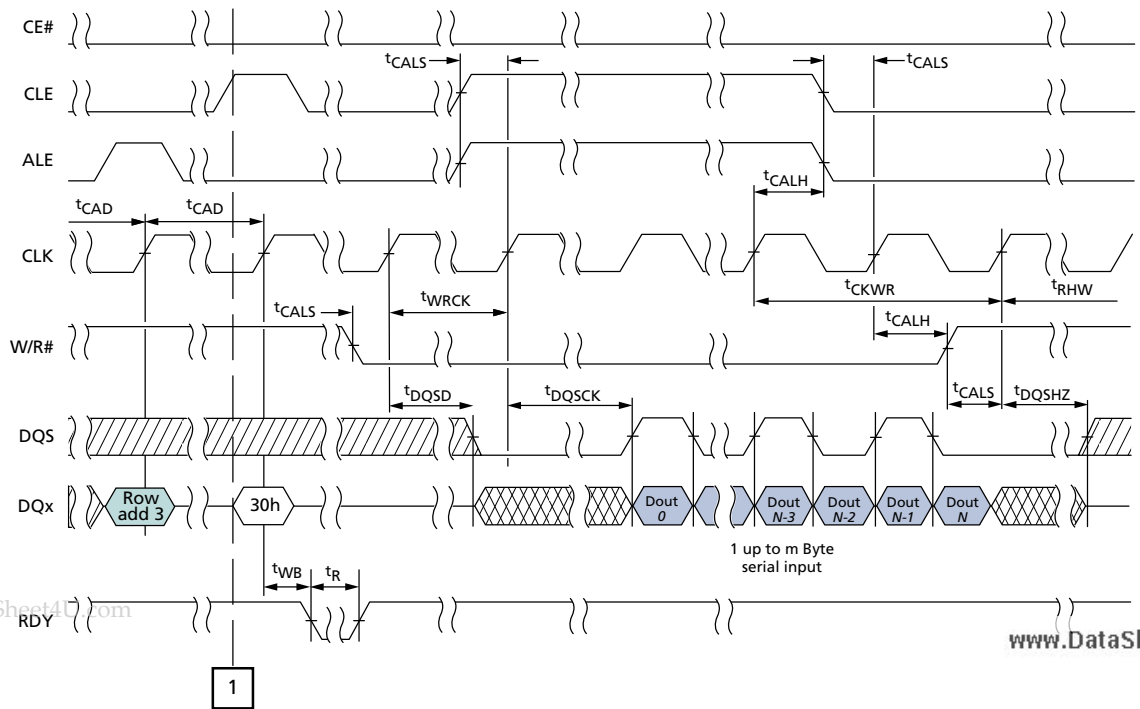 CE#
tCALS
tCALS
CLE
ALE
tCALH
tCAD
tCAD
CLK
tCALS
tWRCK
tCKWR
tRHW
tCALH
W/R#
tDQSD
tDQSCK
tCALS
tDQSHZ
DQS
DQx
Row
add 3
30h
Dout
0
Dout
N-3
Dout
N-2
Dout
N-1
Dout
N
1 up to m Byte
serial input
tWB
tR
Sheet4U.com
RDY
www.DataSl
1